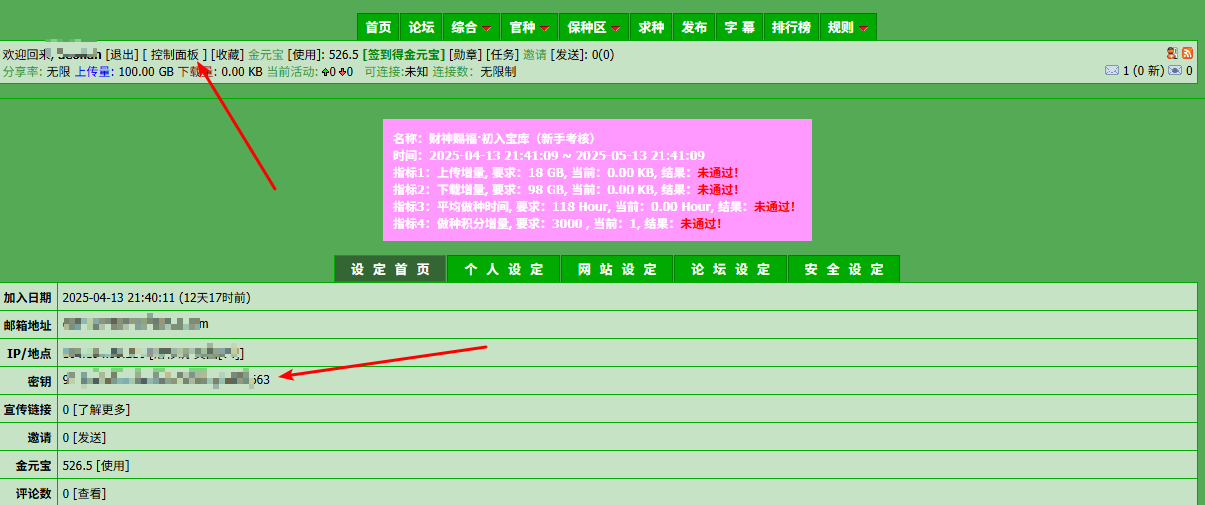 首页 论坛 综合 官种 保种区 求种 发布 字 幕 排行榜 规则
欢迎回来, [退出] [ 控制面板 ] [收藏] 金元宝 [使用]: 526.5 [签到得金元宝] [勋章] [任务] 邀请 [发送]: 0(0)
分享率: 无限 上传量: 100.00 GB 下载量: 0.00 KB 当前活动: 0 0 可连接:未知 连接数: 无限制 1 (0 新) 0
名称：财神赐福·初入宝库（新手考核）
时间：2025-04-13 21:41:09 ~ 2025-05-13 21:41:09
指标1：上传增量, 要求：18 GB, 当前：0.00 KB, 结果：未通过！
指标2：下载增量, 要求：98 GB, 当前：0.00 KB, 结果：未通过！
指标3：平均做种时间, 要求：118 Hour, 当前：0.00 Hour, 结果：未通过！
指标4：做种积分增量, 要求：3000 , 当前：1, 结果：未通过！
设 定 首 页 个 人 设 定 网 站 设 定 论 坛 设 定 安 全 设 定
加入日期 2025-04-13 21:40:11 (12天17时前)
邮箱地址 m
IP/地点
密钥 9 563
宣传链接 0 [了解更多]
邀请 0 [发送]
金元宝 526.5 [使用]
评论数 0 [查看]